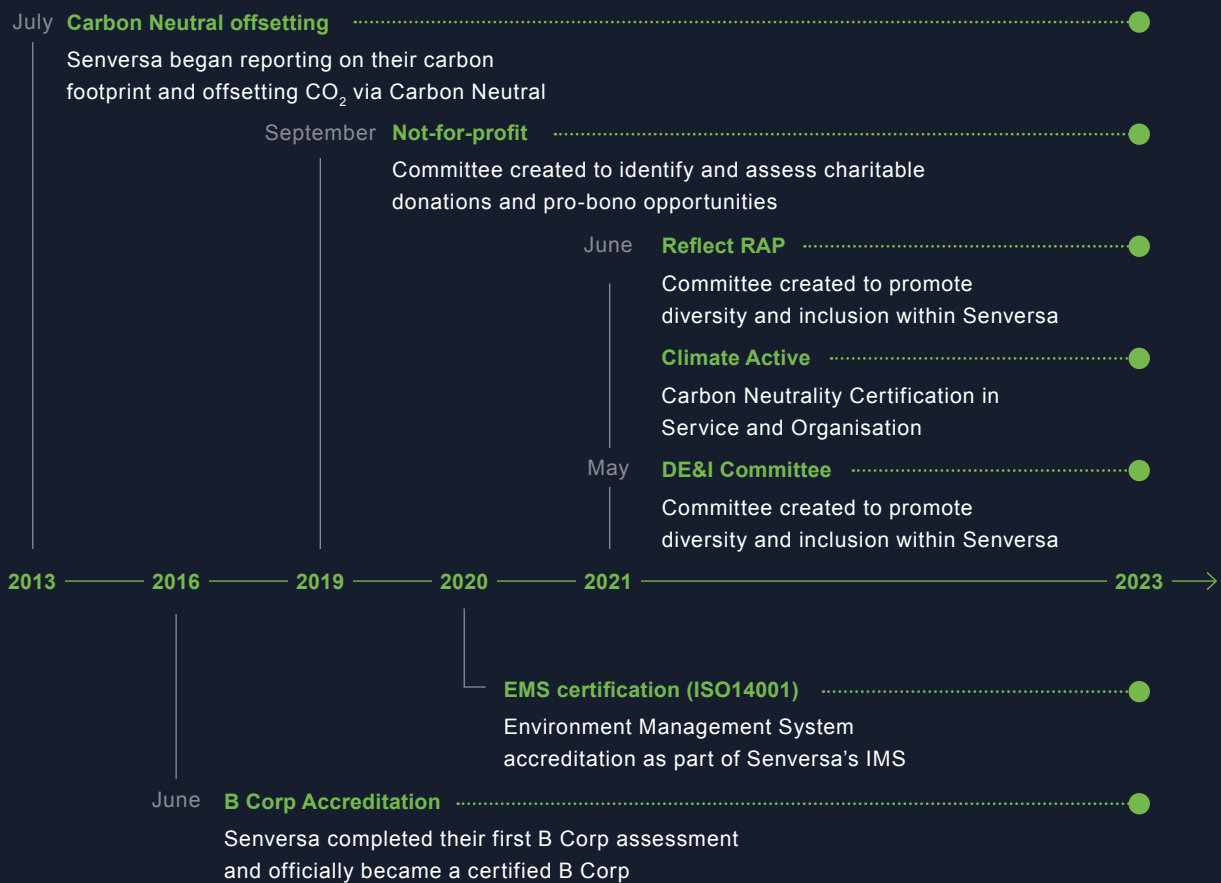 July Carbon Neutral offsetting
Senversa began reporting on their carbon
footprint and offsetting CO₂ via Carbon Neutral
September Not-for-profit
Committee created to identify and assess charitable
donations and pro-bono opportunities
June Reflect RAP
Committee created to promote
diversity and inclusion within Senversa
Climate Active
Carbon Neutrality Certification in
Service and Organisation
May DE&I Committee
Committee created to promote
diversity and inclusion within Senversa
2013 2016 2019 2020 2021 2023
EMS certification (ISO14001)
Environment Management System
accreditation as part of Senversa's IMS
June B Corp Accreditation
Senversa completed their first B Corp assessment
and officially became a certified B Corp